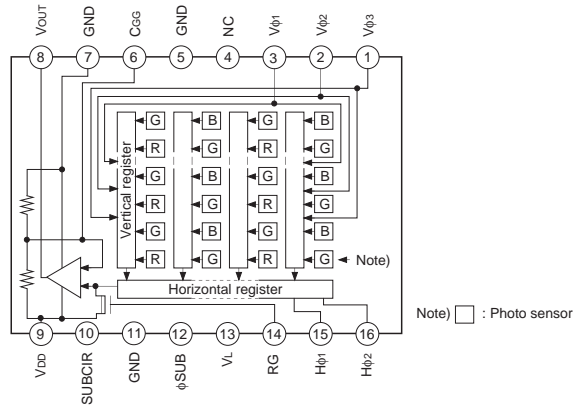 VOUT GND CGG GND NC Vφ1 Vφ2 Vφ3
8 7 6 5 4 3 2 1
Vertical register
G B G B
R G R G
G B G B
R G R G
G B G B
R G R G
Note)
Horizontal register
Note) : Photo sensor
9 10 11 12 13 14 15 16
VDD SUBCIR GND φSUB VL RG Hφ1 Hφ2